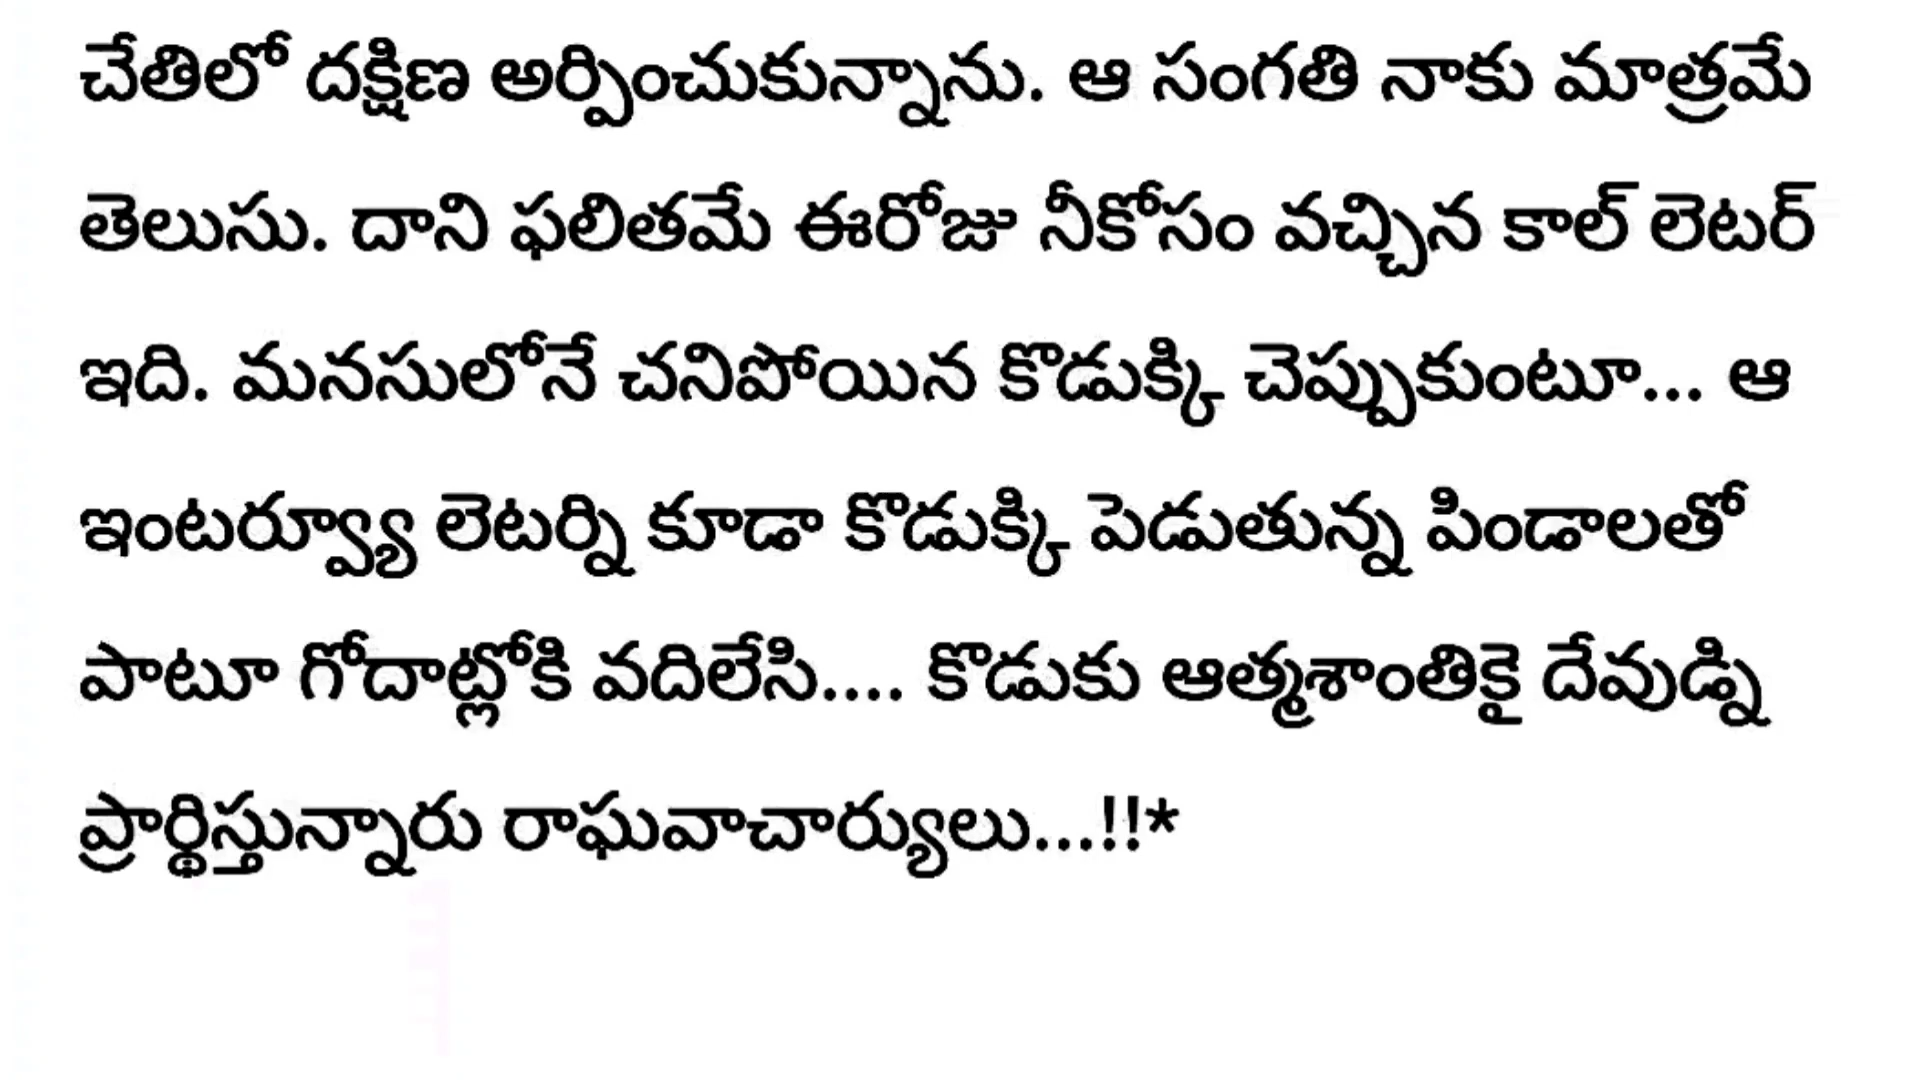 చేతిలో దక్షిణ అర్పించుకున్నాను. ఆ సంగతి నాకు మాత్రమే
తెలుసు. దాని ఫలితమే ఈరోజు నీకోసం వచ్చిన కాల్ లెటర్
ఇది. మనసులోనే చనిపోయిన కొడుక్కి చెప్పుకుంటూ... ఆ
ఇంటర్వ్యూ లెటర్ని కూడా కొడుక్కి పెడుతున్న పిండాలతో
పాటూ గోదాట్లోకి వదిలేసి.... కొడుకు ఆత్మశాంతికై దేవుడ్ని
ప్రార్థిస్తున్నారు రాఘవాచార్యులు...!!*